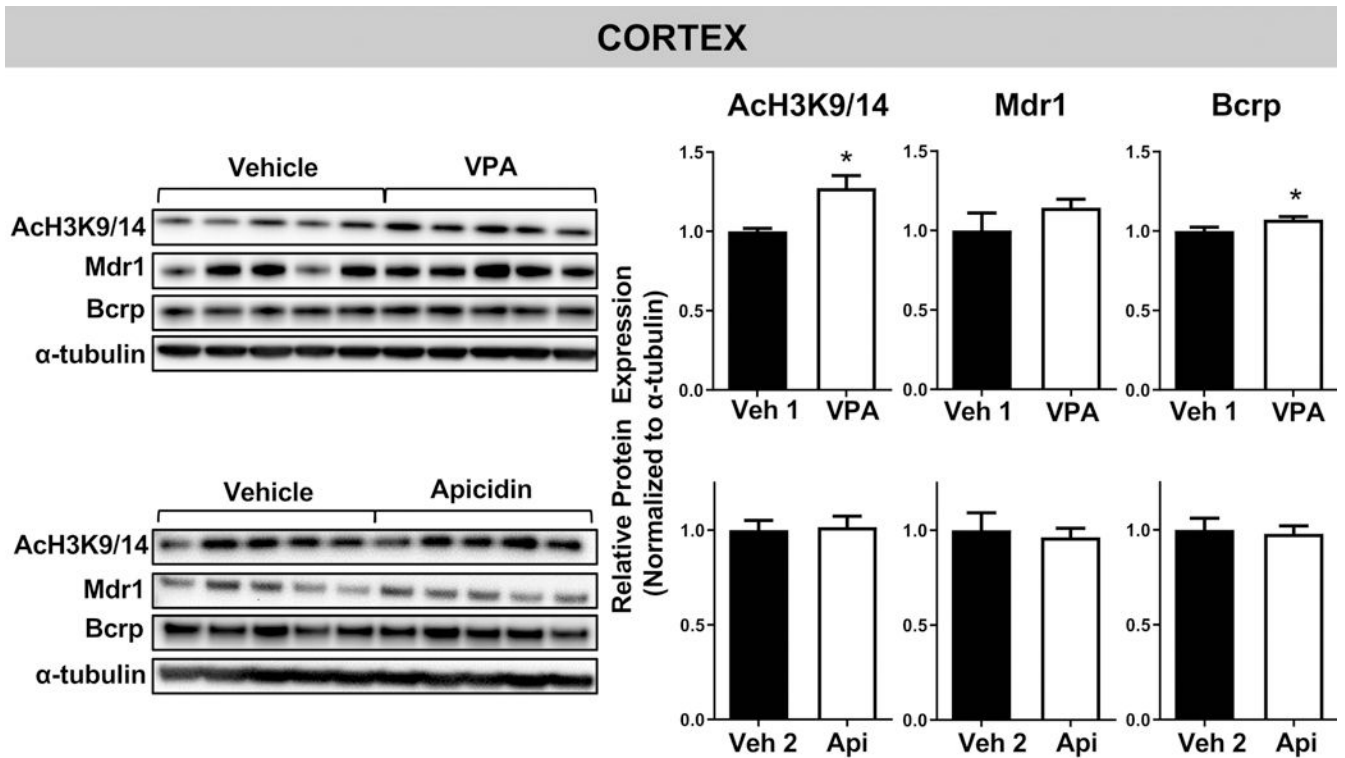 CORTEX
Vehicle VPA
AcH3K9/14
Mdr1
Bcrp
α-tubulin
Vehicle Apicidin
AcH3K9/14
Mdr1
Bcrp
α-tubulin
Relative Protein Expression
(Normalized to α-tubulin)
AcH3K9/14 Mdr1 Bcrp
1.5 * 1.5 1.5
*
1.0 1.0 1.0
0.5 0.5 0.5
0.0 0.0 0.0
Veh 1 VPA Veh 1 VPA Veh 1 VPA
1.0 1.0 1.0
0.5 0.5 0.5
0.0 0.0 0.0
Veh 2 Api Veh 2 Api Veh 2 Api